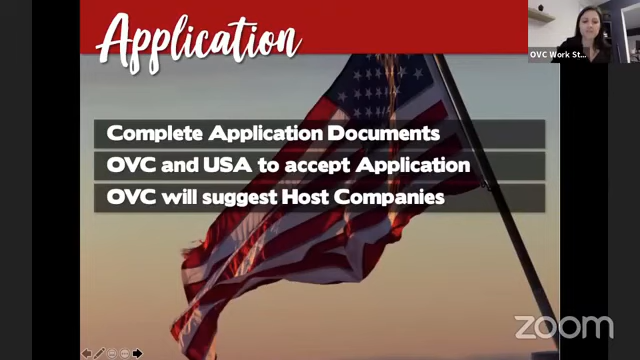 Application
OVC Work St...
Complete Application Documents
OVC and USA to accept Application
OVC will suggest Host Companies
zoom